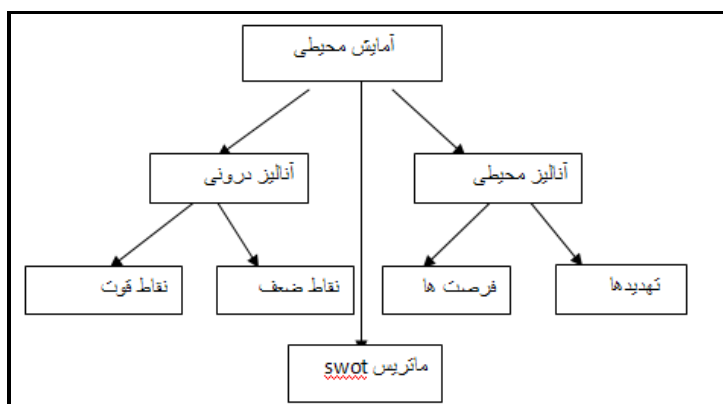 آمایش محیطی
آنالیز محیطی
آنالیز درونی
تهدیدها
فرصت ها
نقاط ضعف
نقاط قوت
ماتریس swot